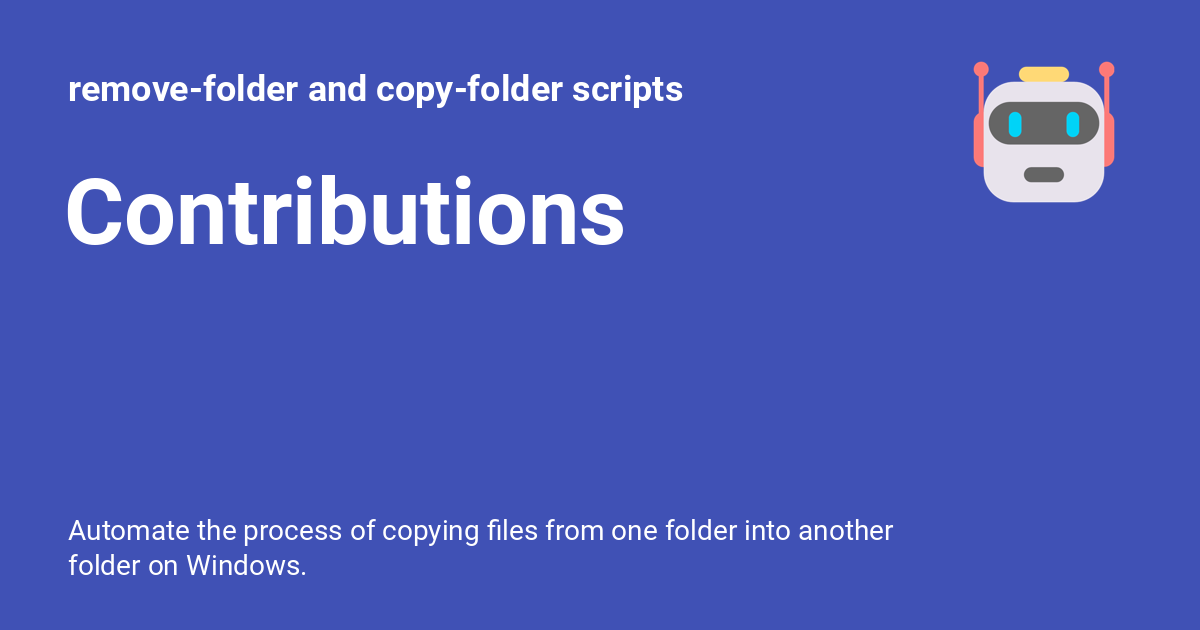 remove-folder and copy-folder scripts
Contributions
Automate the process of copying files from one folder into another
folder on Windows.